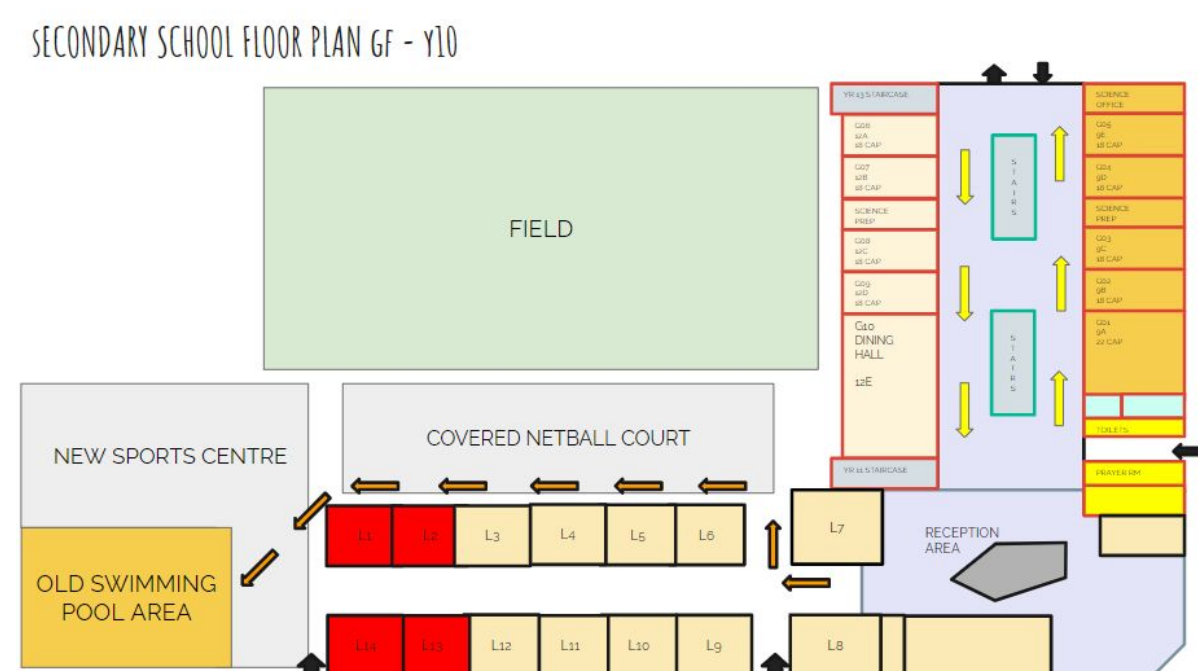 SECONDARY SCHOOL FLOOR PLAN GF - Y10
YR 13 STAIRCASE
G06
12A
18 CAP
G07
12B
18 CAP
SCIENCE
PREP
G08
12C
18 CAP
G09
12D
18 CAP
G10
DINING
HALL
12E
YR 11 STAIRCASE
STAIRS
STAIRS
SCIENCE
OFFICE
G05
9E
18 CAP
G04
9D
18 CAP
SCIENCE
PREP
G03
9C
18 CAP
G02
9B
18 CAP
G01
9A
22 CAP
TOILETS
PRAYER RM
FIELD
NEW SPORTS CENTRE
COVERED NETBALL COURT
OLD SWIMMING
POOL AREA
L1
L2
L3
L4
L5
L6
L7
RECEPTION
AREA
L14
L13
L12
L11
L10
L9
L8